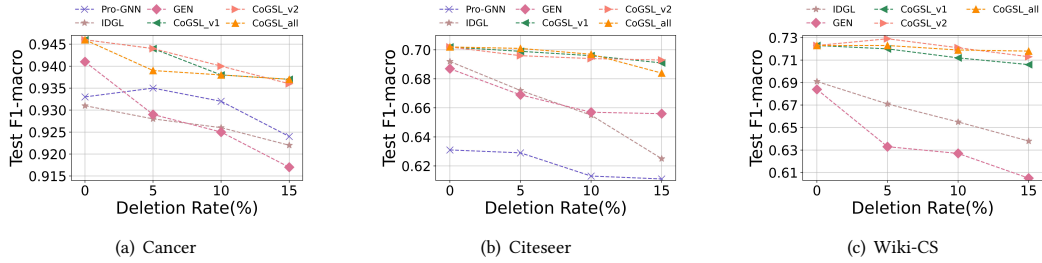 Pro-GNN GEN CoGSL_v2
IDGL CoGSL_v1 CoGSL_all
Test F1-macro
0.945
0.940
0.935
0.930
0.925
0.920
0.915
0 5 10 15
Deletion Rate(%)
(a) Cancer
Pro-GNN GEN CoGSL_v2
IDGL CoGSL_v1 CoGSL_all
Test F1-macro
0.70
0.68
0.66
0.64
0.62
0 5 10 15
Deletion Rate(%)
(b) Citeseer
IDGL CoGSL_v1 CoGSL_all
GEN CoGSL_v2
Test F1-macro
0.73
0.71
0.69
0.67
0.65
0.63
0.61
0 5 10 15
Deletion Rate(%)
(c) Wiki-CS